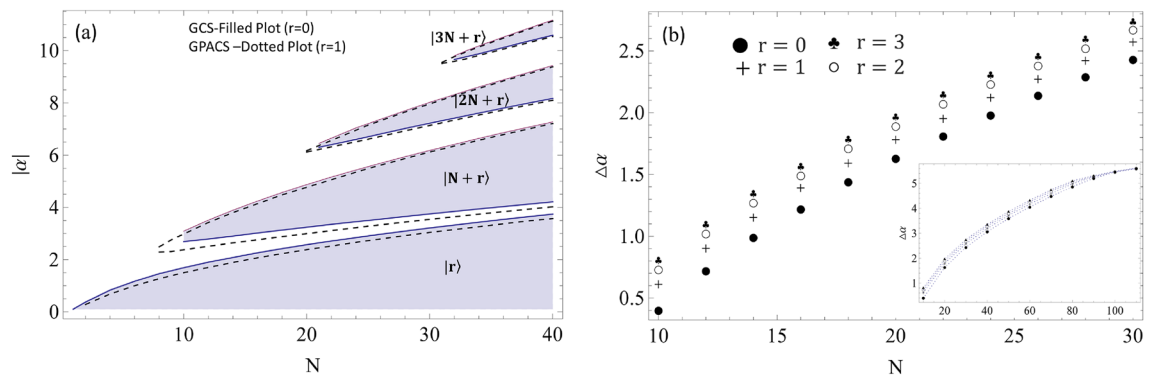 (a)
GCS-Filled Plot (r=0)
GPACS –Dotted Plot (r=1)
|3N + r⟩
|2N + r⟩
|N + r⟩
|r⟩
10
8
6
4
2
0
|α|
10
20
30
40
N
(b)
r = 0
r = 3
r = 1
r = 2
2.5
2.0
1.5
1.0
0.5
Δα
5
4
3
2
1
Δα
20
40
60
80
100
10
15
20
25
30
N